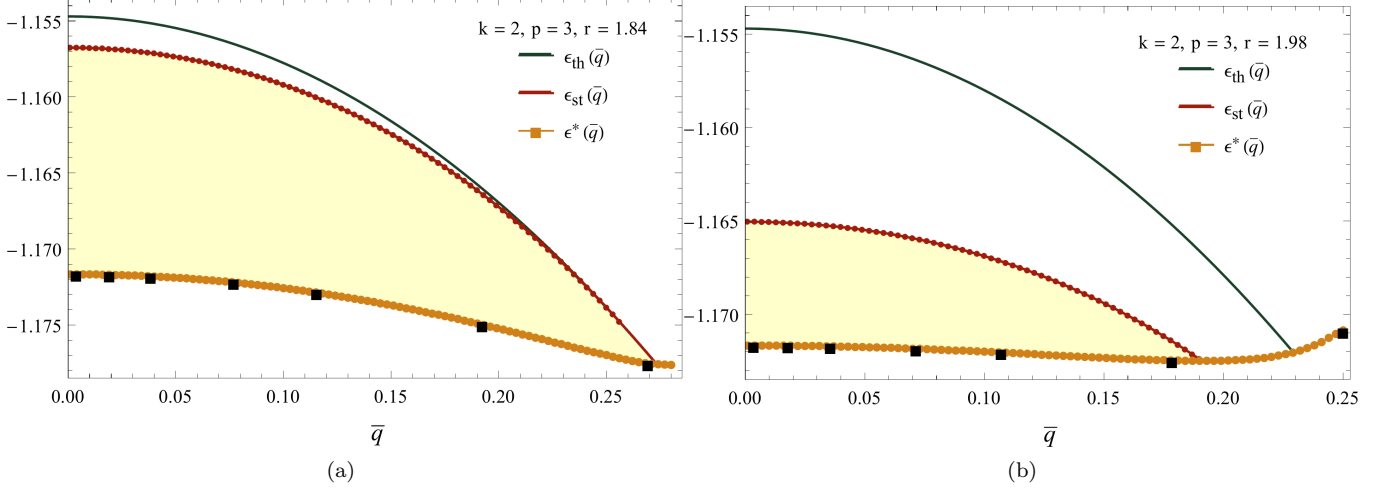 −1.155
−1.160
−1.165
−1.170
−1.175
0.00 0.05 0.10 0.15 0.20 0.25
q̅
k = 2, p = 3, r = 1.84
ϵth (q̅)
ϵst (q̅)
ϵ* (q̅)
(a)
−1.155
−1.160
−1.165
−1.170
0.00 0.05 0.10 0.15 0.20 0.25
q̅
k = 2, p = 3, r = 1.98
ϵth (q̅)
ϵst (q̅)
ϵ* (q̅)
(b)